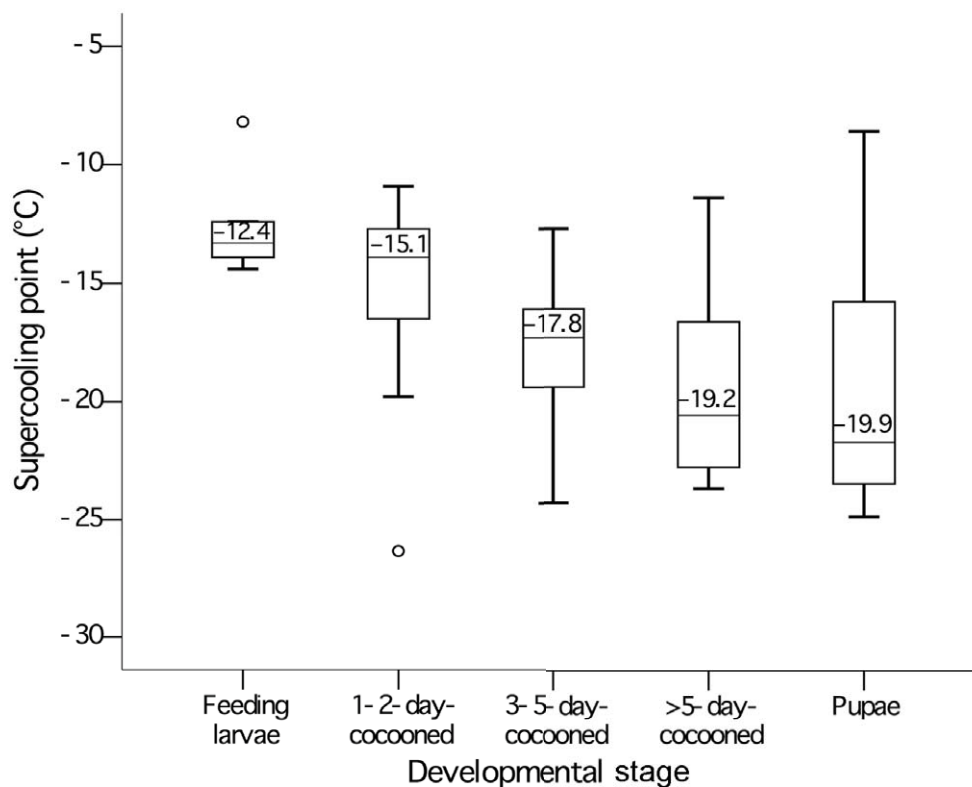 -5
-10
-15
-20
-25
-30
Supercooling point (°C)
-12.4
-15.1
-17.8
-19.2
-19.9
Feeding
larvae
1-2-day-
cocooned
3-5-day-
cocooned
>5-day-
cocooned
Pupae
Developmental stage